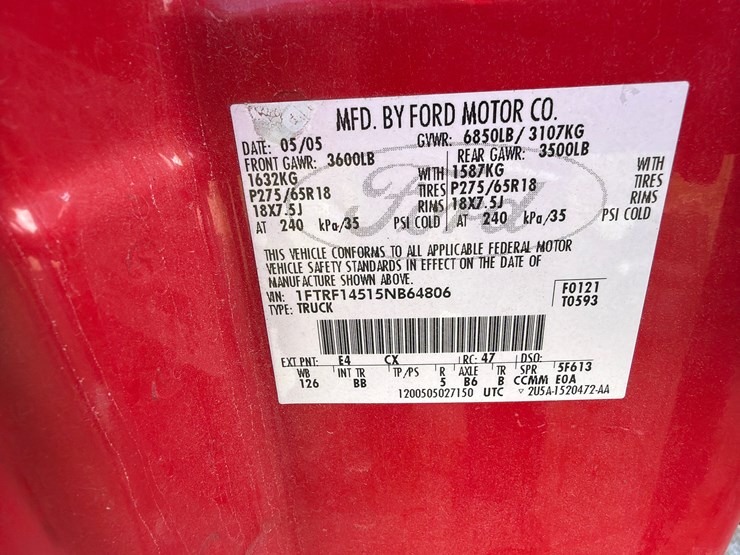 MFD. BY FORD MOTOR CO.
DATE: 05/05 GVWR: 6850LB/3107KG
FRONT GAWR: 3600LB REAR GAWR: 3500LB
1632KG WITH 1587KG WITH
P275/65R18 TIRES P275/65R18 TIRES
18X7.5J RIMS 18X7.5J RIMS
AT 240 kPa/35 PSI COLD AT 240 kPa/35 PSI COLD
Ford
THIS VEHICLE CONFORMS TO ALL APPLICABLE FEDERAL MOTOR
VEHICLE SAFETY STANDARDS IN EFFECT ON THE DATE OF
MANUFACTURE SHOWN ABOVE.
VIN: 1FTRF14515NB64806 F0121
TYPE: TRUCK T0593
EXT PNT: E4 CX RC: 47 DSO:
WB INT TR TP/PS R AXLE TR SPR 5F613
126 BB 5 B6 B CCMM E0A
1200505027150 UTC ▽ 2U5A-1520472-AA